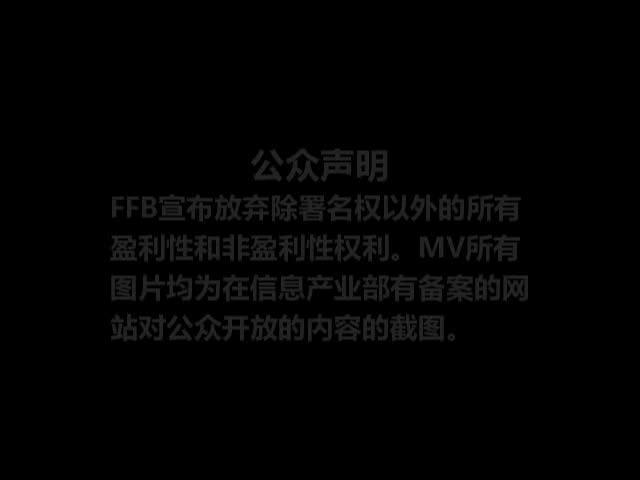 公众声明
FFB宣布放弃除署名权以外的所有
盈利性和非盈利性权利。MV所有
图片均为在信息产业部有备案的网
站对公众开放的内容的截图。